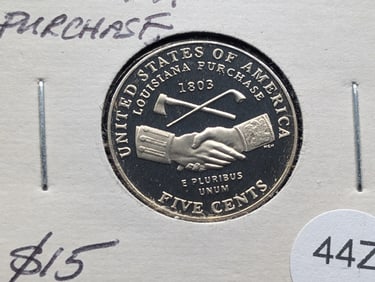 PURCHASE
UNITED STATES OF AMERICA
LOUISIANA PURCHASE
1803
E PLURIBUS
UNUM
FIVE CENTS
$15
44Z